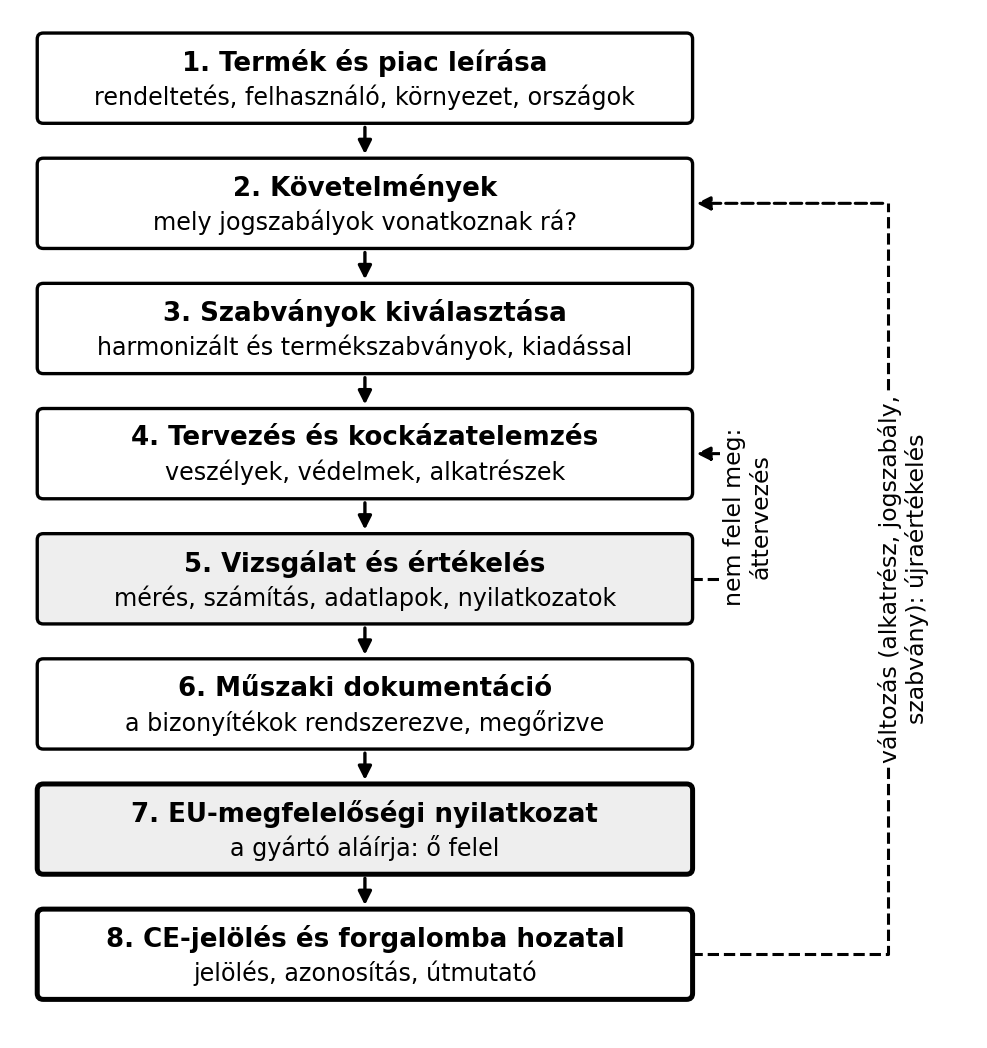 1. Termék és piac leírása
rendeltetés, felhasználó, környezet, országok
2. Követelmények
mely jogszabályok vonatkoznak rá?
3. Szabványok kiválasztása
harmonizált és termékszabványok, kiadással
4. Tervezés és kockázatelemzés
veszélyek, védelmek, alkatrészek
5. Vizsgálat és értékelés
mérés, számítás, adatlapok, nyilatkozatok
6. Műszaki dokumentáció
a bizonyítékok rendszerezve, megőrizve
7. EU-megfelelőségi nyilatkozat
a gyártó aláírja: ő felel
8. CE-jelölés és forgalomba hozatal
jelölés, azonosítás, útmutató
nem felel meg:
áttervezés
változás (alkatrész, jogszabály,
szabvány): újraértékelés